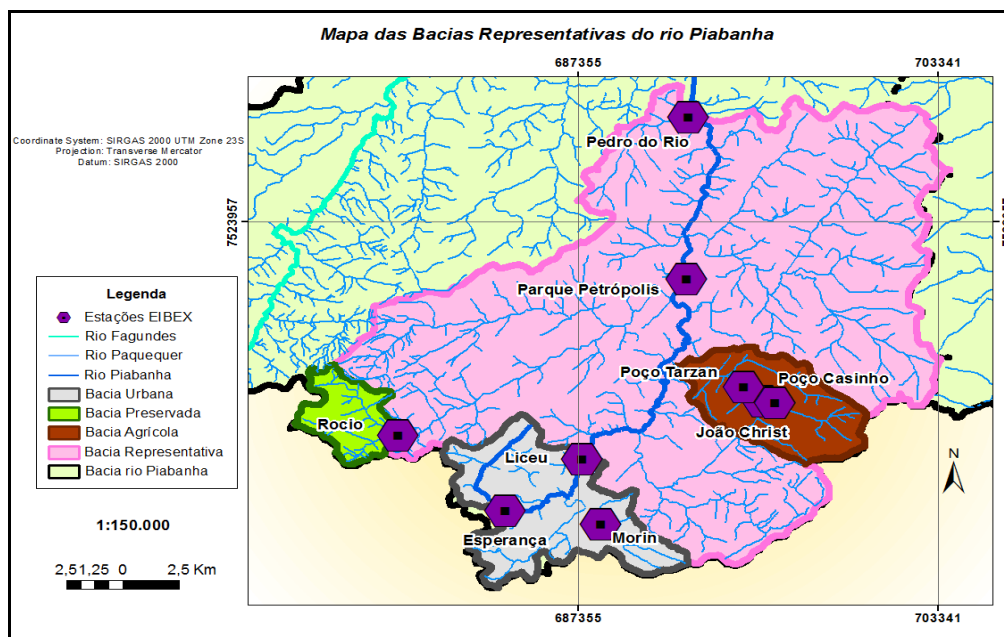 Mapa das Bacias Representativas do rio Piabanha
687355
703341
Coordinate System: SIRGAS 2000 UTM Zone 23S
Projection: Transverse Mercator
Datum: SIRGAS 2000
Pedro do Rio
7523957
Parque Petrópolis
Legenda
Estações EIBEX
Rio Fagundes
Rio Paquequer
Rio Piabanha
Bacia Urbana
Bacia Preservada
Bacia Agrícola
Bacia Representativa
Bacia rio Piabanha
Poço Tarzan
Poço Casinho
Rocio
João Christ
Liceu
N
Esperança
Morin
1:150.000
2,51,25 0 2,5 Km
687355
703341